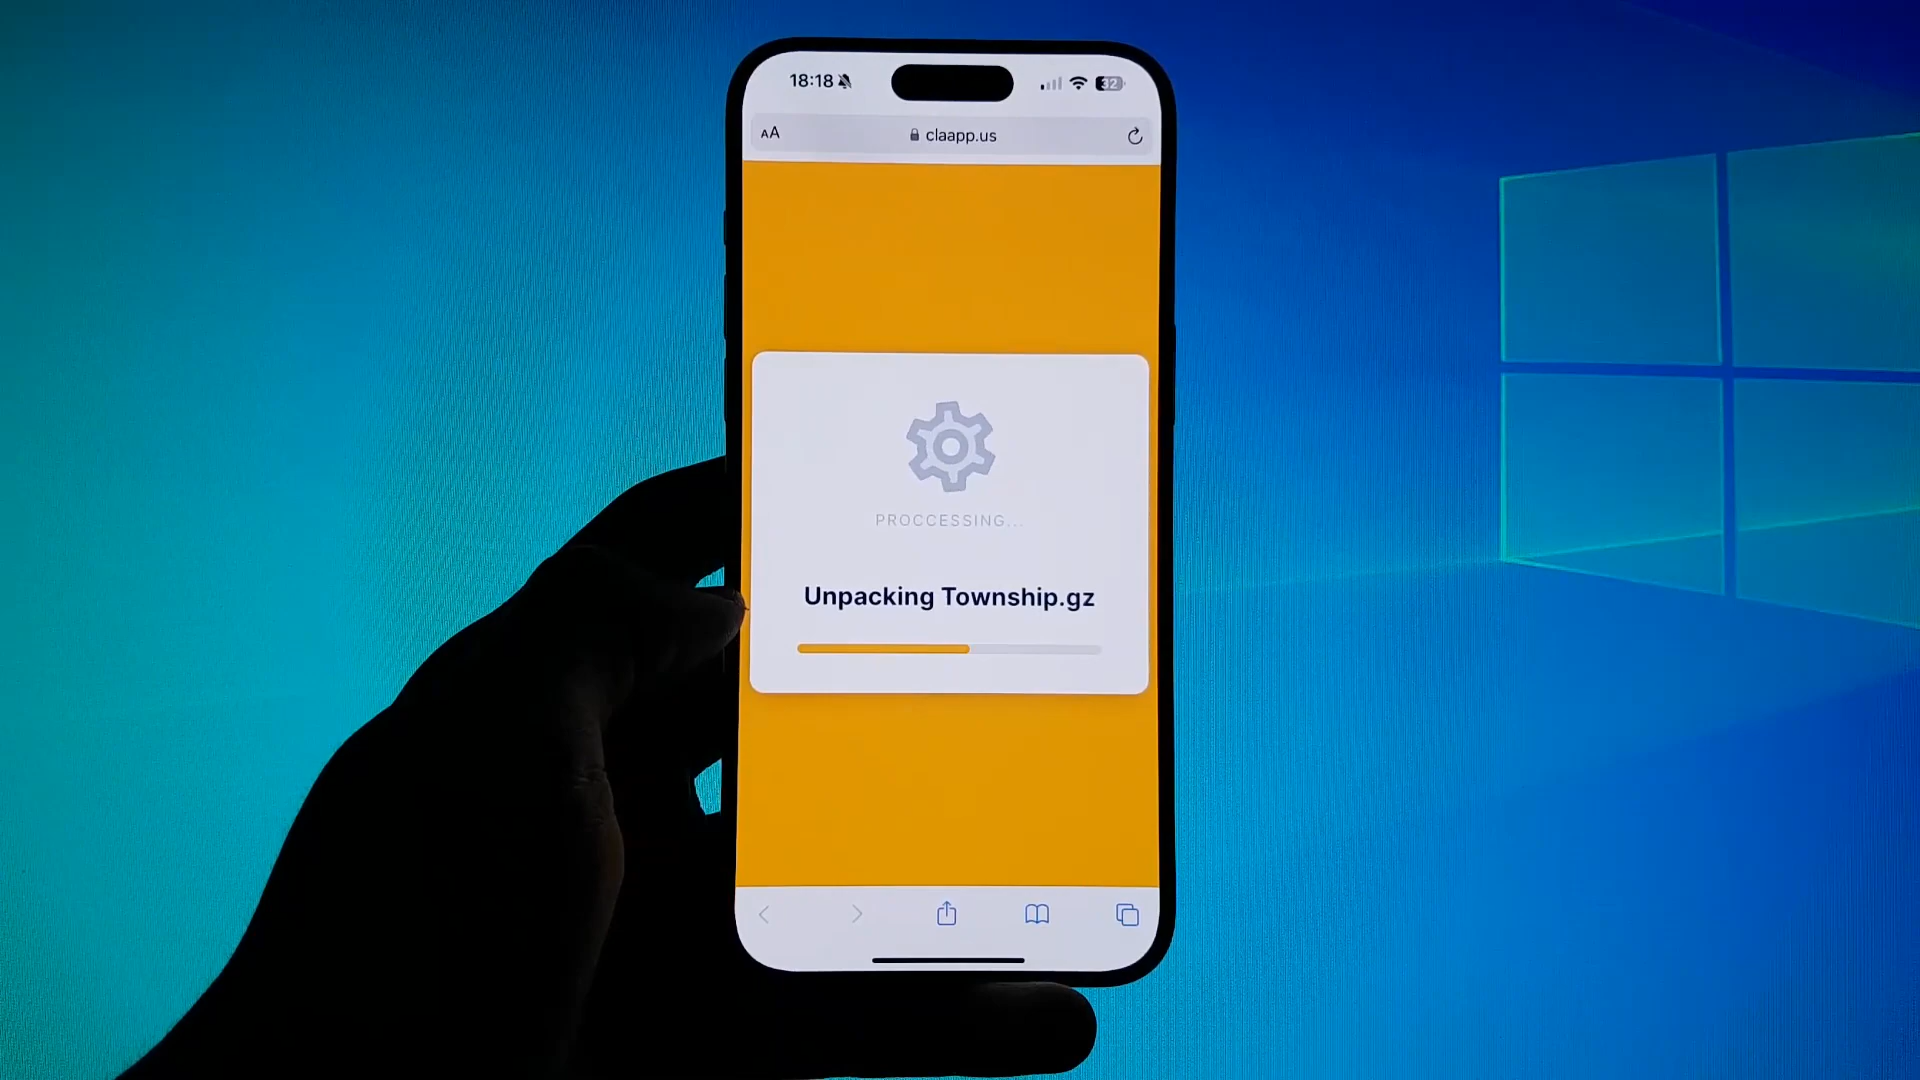 18:18
32
AA
claapp.us
PROCCESSING...
Unpacking Township.gz